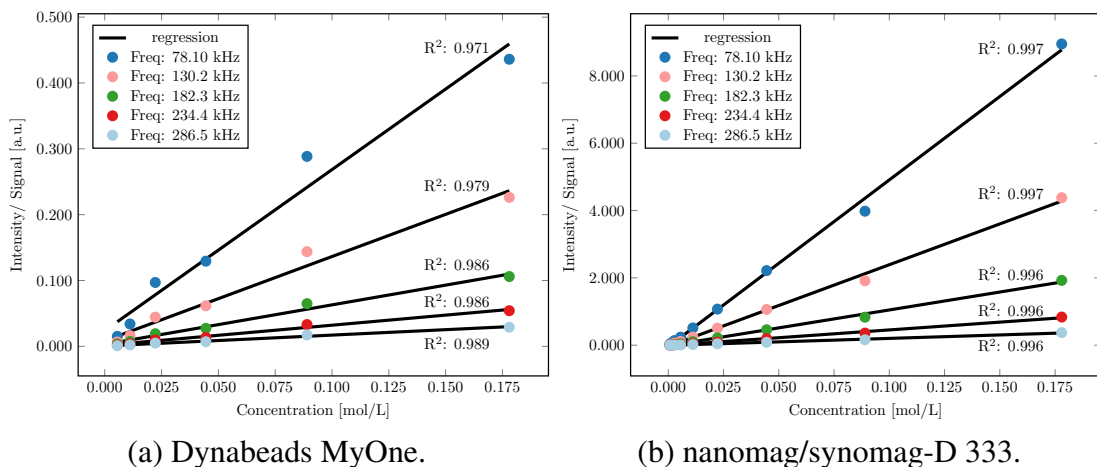 0.500
0.400
0.300
0.200
0.100
0.000
Intensity/ Signal [a.u.]
regression
Freq: 78.10 kHz
Freq: 130.2 kHz
Freq: 182.3 kHz
Freq: 234.4 kHz
Freq: 286.5 kHz
R²: 0.971
R²: 0.979
R²: 0.986
R²: 0.986
R²: 0.989
0.000 0.025 0.050 0.075 0.100 0.125 0.150 0.175
Concentration [mol/L]
(a) Dynabeads MyOne.
8.000
6.000
4.000
2.000
0.000
Intensity/ Signal [a.u.]
regression
Freq: 78.10 kHz
Freq: 130.2 kHz
Freq: 182.3 kHz
Freq: 234.4 kHz
Freq: 286.5 kHz
R²: 0.997
R²: 0.997
R²: 0.996
R²: 0.996
R²: 0.996
0.000 0.025 0.050 0.075 0.100 0.125 0.150 0.175
Concentration [mol/L]
(b) nanomag/synomag-D 333.